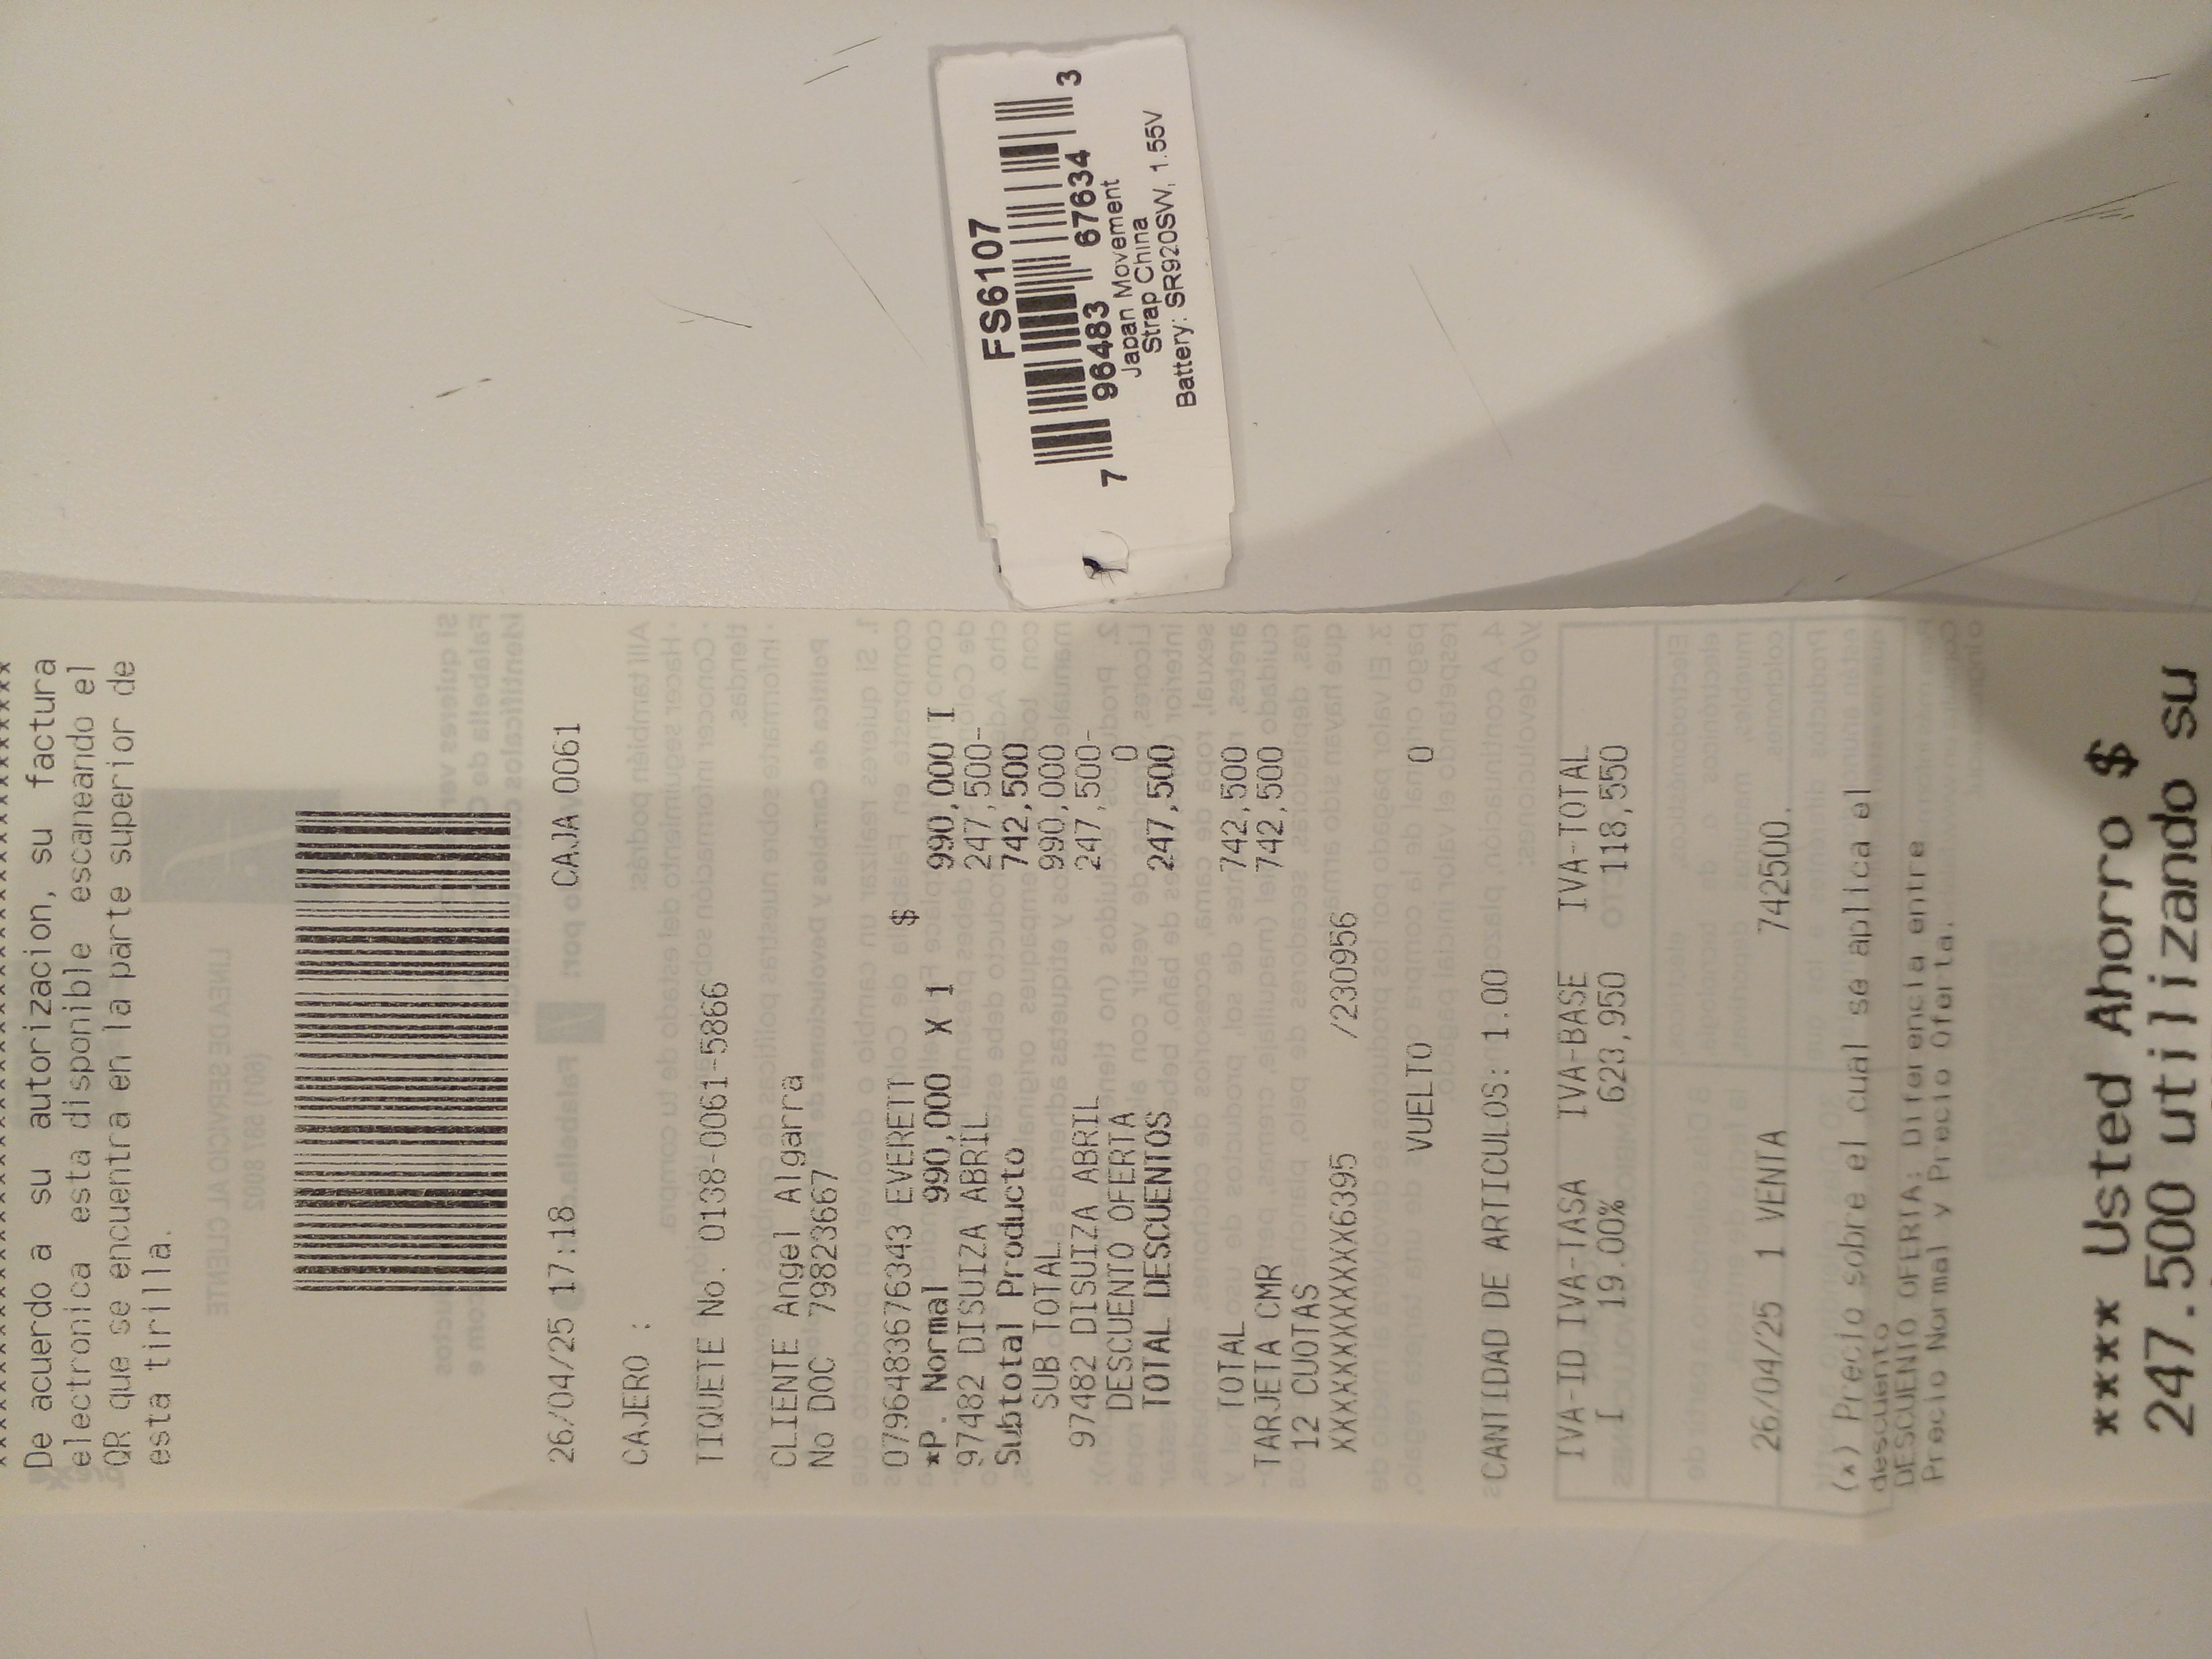 FS6107
7 96483 67634 3
Japan Movement
Strap China
Battery: SR920SW, 1.55V
De acuerdo a su autorizacion, su factura
electronica esta disponible escaneando el
QR que se encuentra en la parte superior de
esta tirilla.
26/04/25 17:18 CAJA 0061
CAJERO :
TIQUETE No. 0138-0061-5866
CLIENTE Angel Algarra
No DOC 79823667
0796483676343 EVERETT $ 990,000 I
*P. Normal 990,000 X 1
97482 DISUIZA ABRIL 247,500-
Subtotal Producto 742,500
SUB TOTAL 990,000
97482 DISUIZA ABRIL 247,500-
DESCUENTO OFERTA 0
TOTAL DESCUENTOS 247,500
TOTAL 742,500
TARJETA CMR 742,500
12 CUOTAS
XXXXXXXXXXXX6395 /230956
VUELTO 0
CANTIDAD DE ARTICULOS: 1.00
IVA-ID IVA-TASA IVA-BASE IVA-TOTAL
I 19.00% 623,950 118,550
26/04/25 1 VENTA 742500.
(*) Precio sobre el cual se aplica el
descuento
DESCUENTO OFERTA: Diferencia entre
Precio Normal y Precio Oferta.
**** Usted Ahorro $
247.500 utilizando su